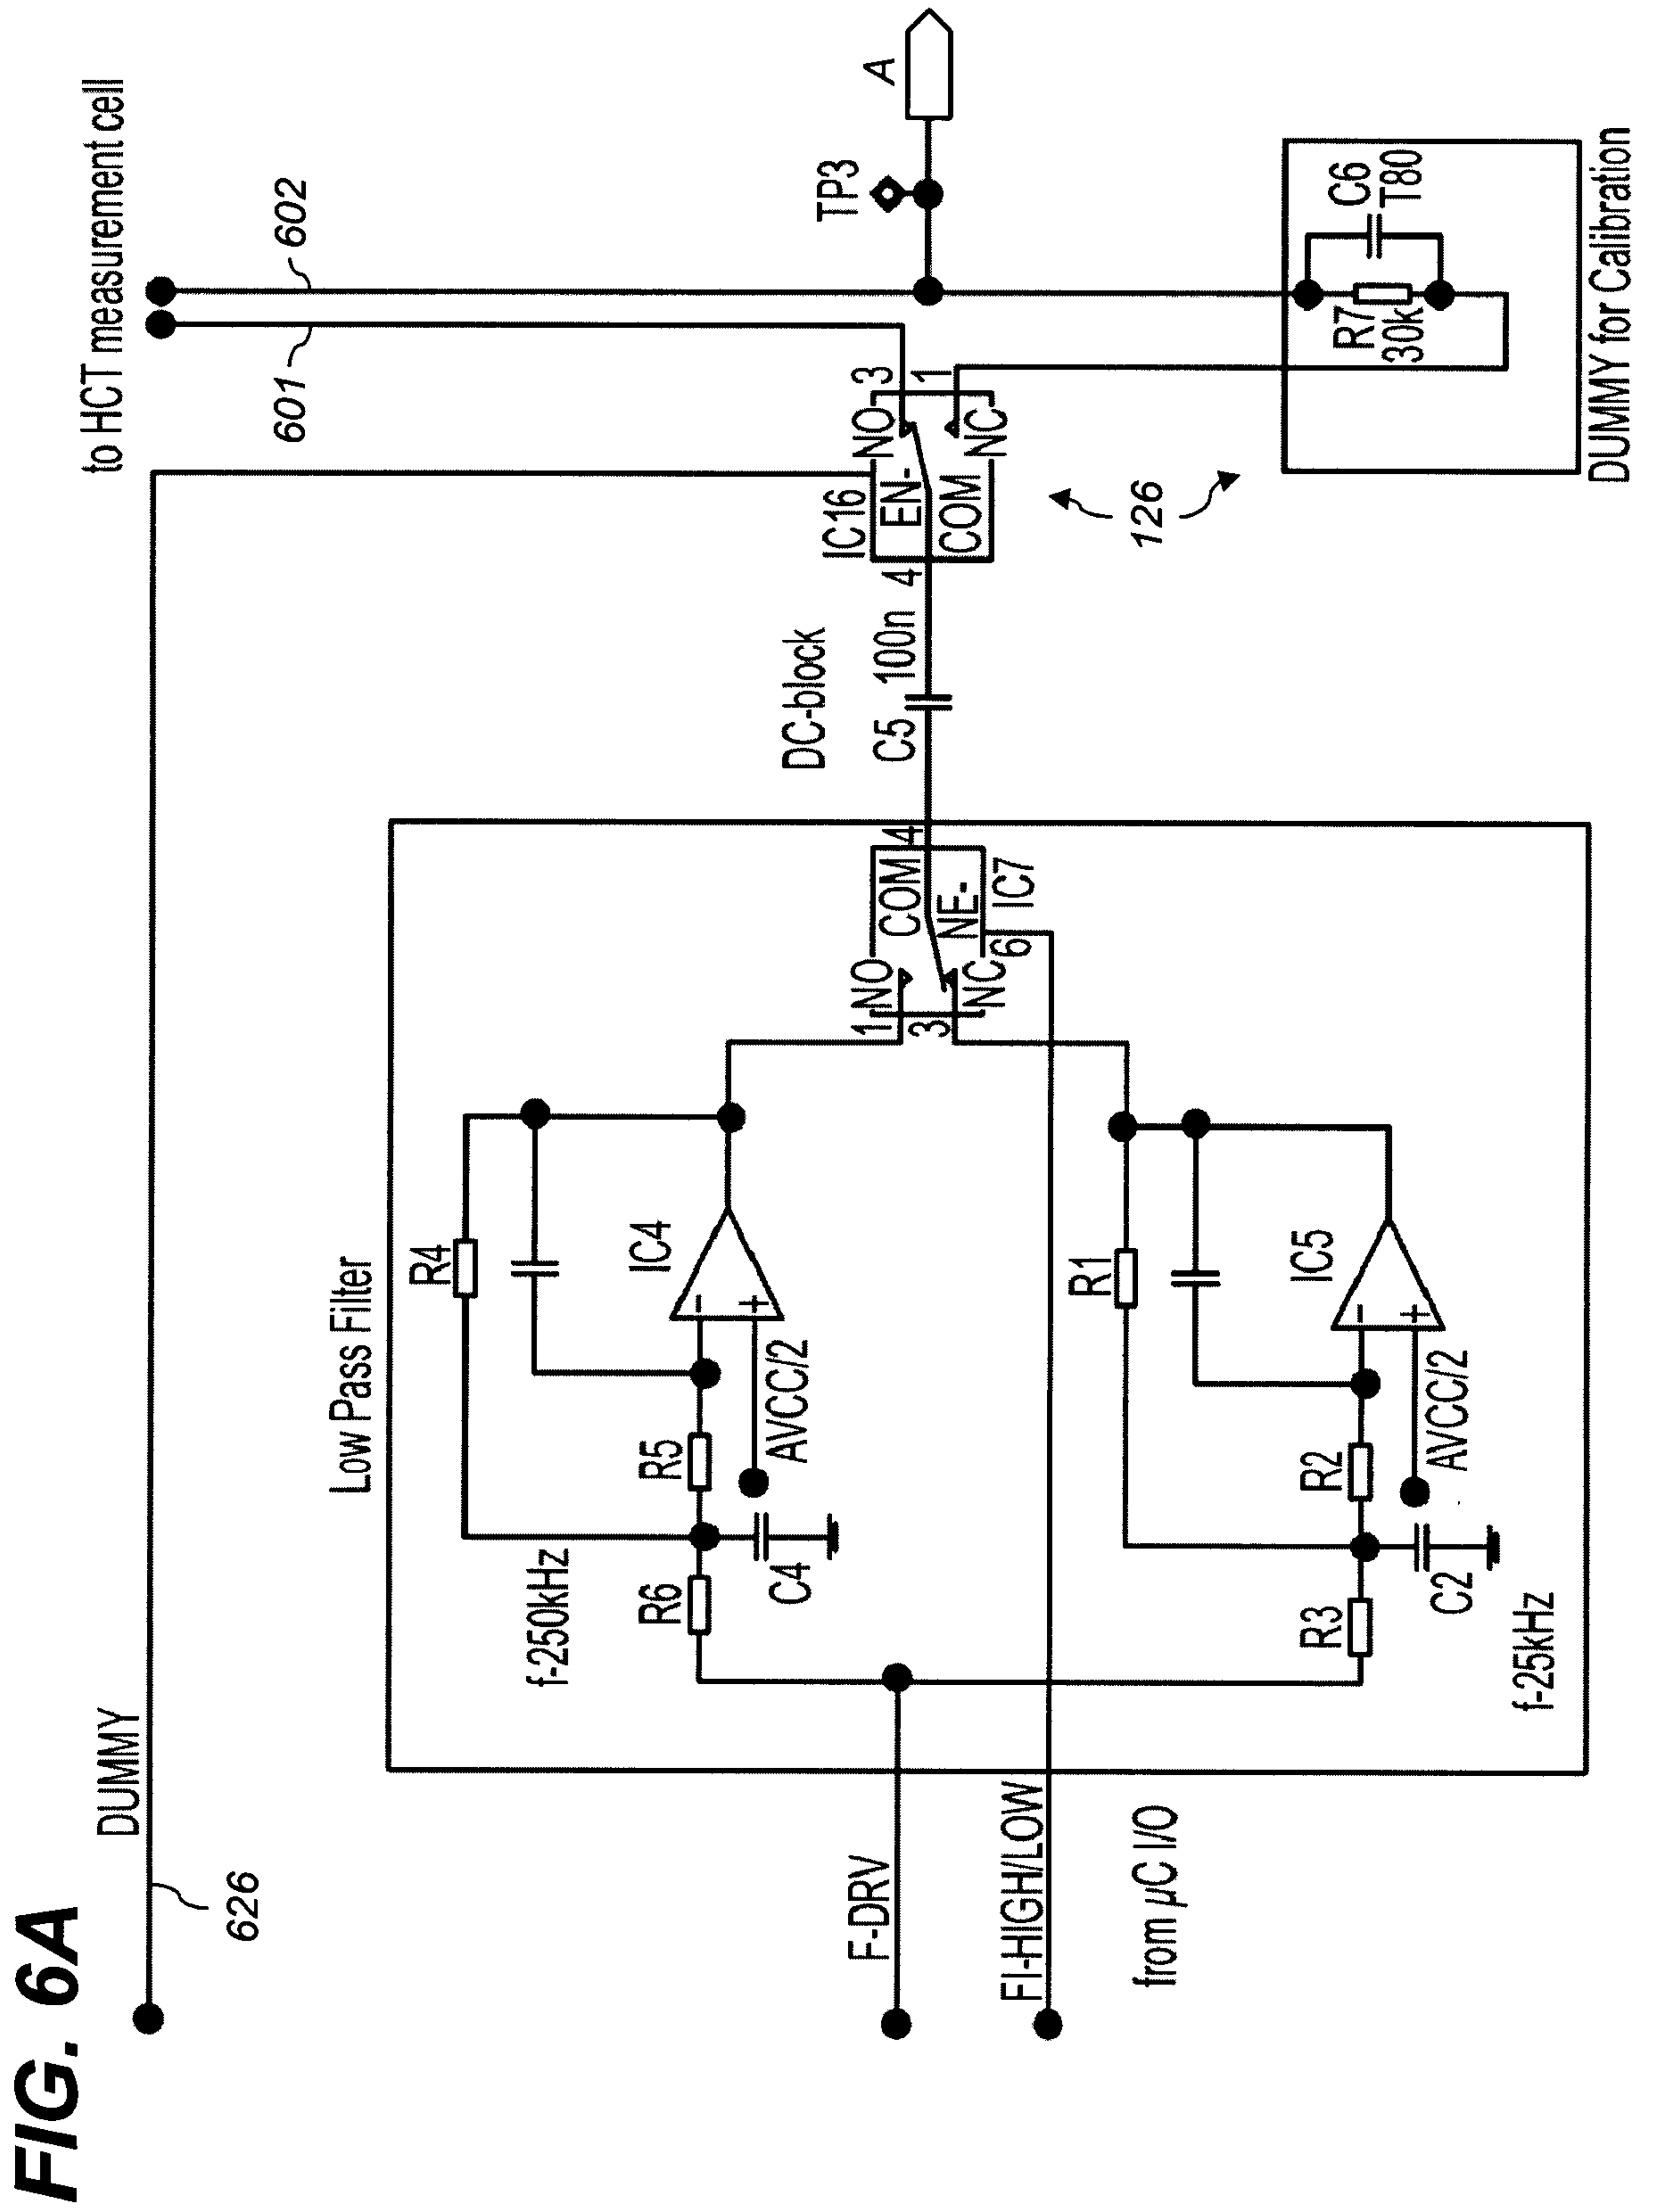 FIG. 6A
DUMMY
626
to HCT measurement cell
601
602
Low Pass Filter
R4
f-250kHz
R6
R5
C4
AVCC/2
IC4
-
+
1
NO
COM
4
3
NC
NE-
6
IC7
DC-block
C5
100n
IC16
4
EN-
COM
NO
3
NC
1
TP3
A
126
F-DRV
FI-HIGH/LOW
from µC I/O
R1
R3
R2
C2
AVCC/2
IC5
-
+
f-25kHz
R7
30k
C6
T80
DUMMY for Calibration